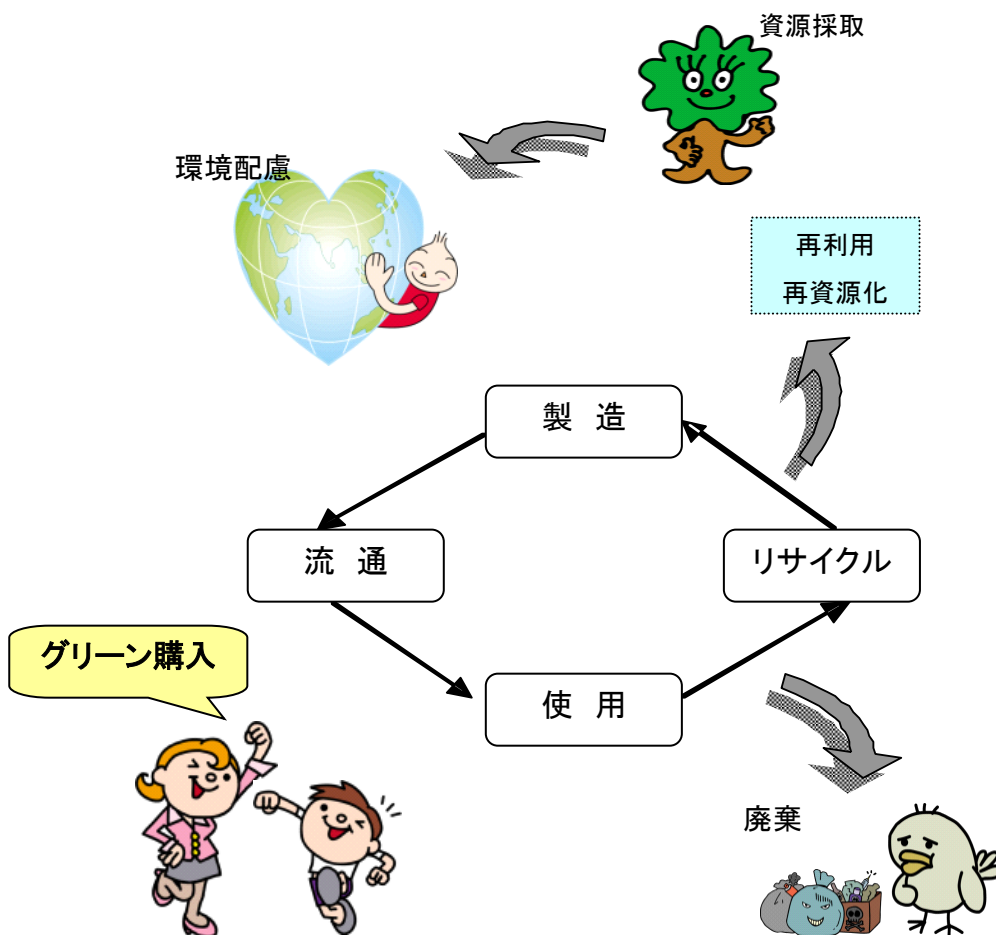 資源採取
環境配慮
再利用
再資源化
製 造
流 通
リサイクル
グリーン購入
使 用
廃棄